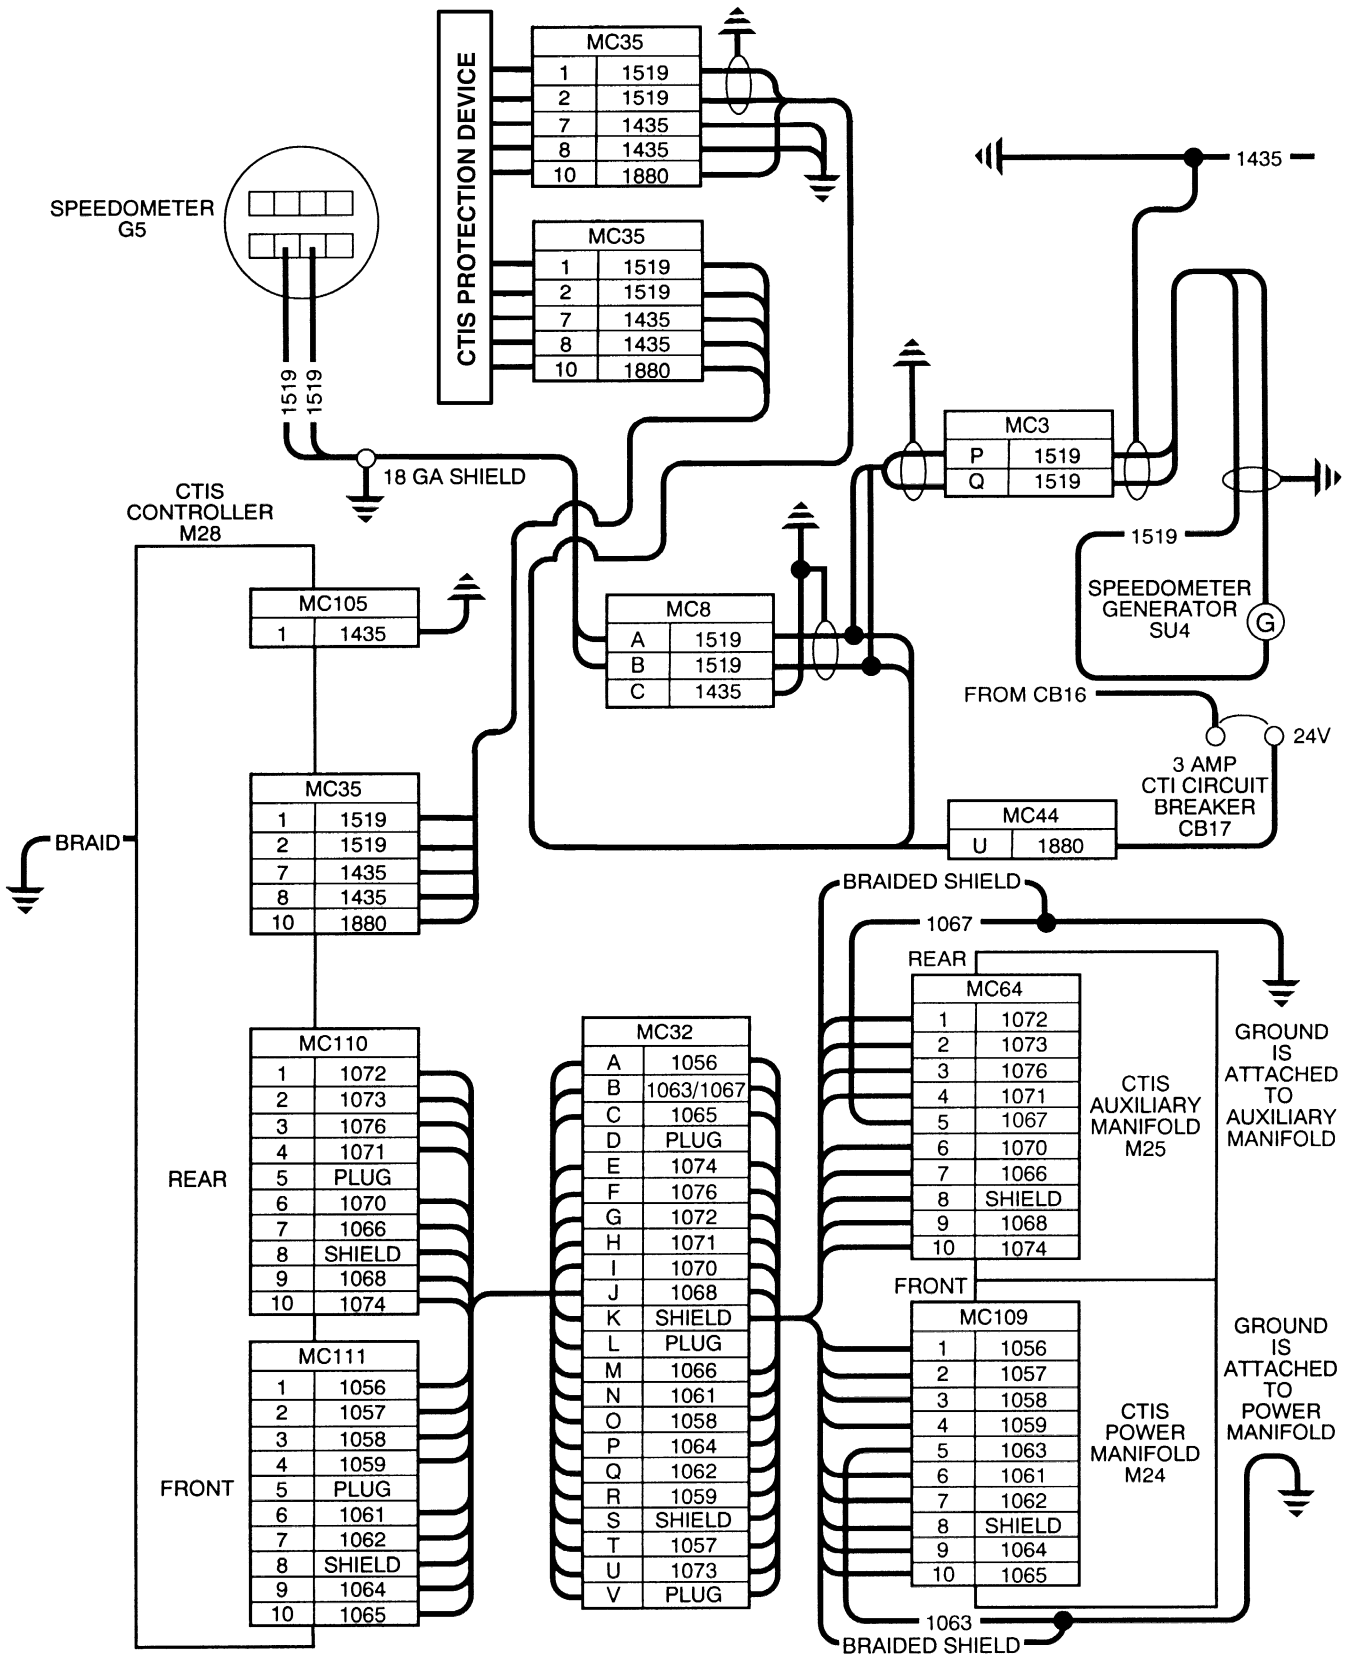 CTIS PROTECTION DEVICE
MC35
1 1519
2 1519
7 1435
8 1435
10 1880
MC35
1 1519
2 1519
7 1435
8 1435
10 1880
SPEEDOMETER
G5
1519
1519
18 GA SHIELD
1435
MC3
P 1519
Q 1519
1519
SPEEDOMETER
GENERATOR
SU4
G
CTIS
CONTROLLER
M28
MC105
1 1435
MC8
A 1519
B 1519
C 1435
FROM CB16
24V
3 AMP
CTI CIRCUIT
BREAKER
CB17
MC44
U 1880
BRAID
MC35
1 1519
2 1519
7 1435
8 1435
10 1880
BRAIDED SHIELD
1067
REAR
MC110
1 1072
2 1073
3 1076
4 1071
5 PLUG
6 1070
7 1066
8 SHIELD
9 1068
10 1074
FRONT
MC111
1 1056
2 1057
3 1058
4 1059
5 PLUG
6 1061
7 1062
8 SHIELD
9 1064
10 1065
MC32
A 1056
B 1063/1067
C 1065
D PLUG
E 1074
F 1076
G 1072
H 1071
I 1070
J 1068
K SHIELD
L PLUG
M 1066
N 1061
O 1058
P 1064
Q 1062
R 1059
S SHIELD
T 1057
U 1073
V PLUG
REAR
MC64
1 1072
2 1073
3 1076
4 1071
5 1067
6 1070
7 1066
8 SHIELD
9 1068
10 1074
CTIS
AUXILIARY
MANIFOLD
M25
GROUND
IS
ATTACHED
TO
AUXILIARY
MANIFOLD
FRONT
MC109
1 1056
2 1057
3 1058
4 1059
5 1063
6 1061
7 1062
8 SHIELD
9 1064
10 1065
CTIS
POWER
MANIFOLD
M24
GROUND
IS
ATTACHED
TO
POWER
MANIFOLD
1063
BRAIDED SHIELD